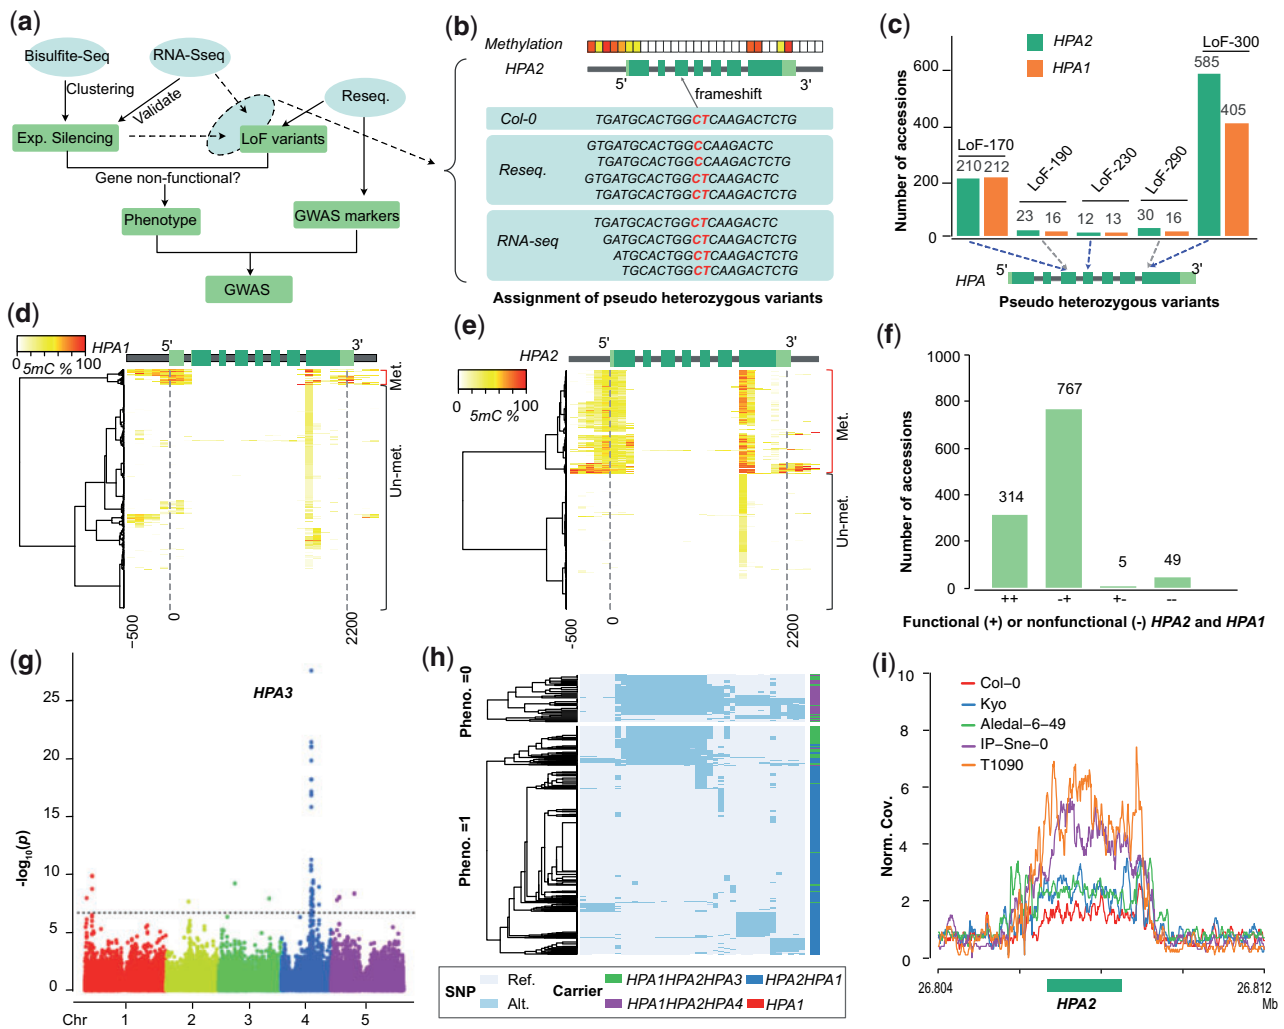 (a)
Bisulfite-Seq
RNA-Sseq
Clustering
Validate
Reseq.
Exp. Silencing
LoF variants
Gene non-functional?
Phenotype
GWAS markers
GWAS
(b)
Methylation
HPA2
5'
3'
frameshift
Col-0 TGATGCACTGGCTCAAGACTCTG
Reseq.
GTGATGCACTGGCCAAGACTC
TGATGCACTGGCCAAGACTCTG
GTGATGCACTGGCTCAAGACTC
TGATGCACTGGCTCAAGACTCTG
RNA-seq
TGATGCACTGGCTCAAGACTC
GATGCACTGGCTCAAGACTCTG
ATGCACTGGCTCAAGACTCTG
TGCACTGGCTCAAGACTCTG
Assignment of pseudo heterozygous variants
(c)
HPA2
HPA1
Number of accessions
600
400
200
0
LoF-170
210 212
LoF-190
23 16
LoF-230
12 13
LoF-290
30 16
LoF-300
585
405
5'
3'
HPA
Pseudo heterozygous variants
(d)
0 100
5mC %
HPA1
5'
3'
Met.
Un-met.
-500
0
2200
(e)
HPA2
5'
3'
0 100
5mC %
Met.
Un-met.
-500
0
2200
(f)
Number of accessions
1000
800
600
400
200
0
314
767
5
49
++ -+ +- --
Functional (+) or nonfunctional (-) HPA2 and HPA1
(g)
HPA3
-log10(p)
25
20
15
10
5
0
Chr 1 2 3 4 5
(h)
Pheno. =0
Pheno. =1
SNP
Ref.
Alt.
Carrier
HPA1HPA2HPA3
HPA1HPA2HPA4
HPA2HPA1
HPA1
(i)
Norm. Cov.
10
8
6
4
2
0
Col-0
Kyo
Aledal-6-49
IP-Sne-0
T1090
26.804
26.812
HPA2
Mb